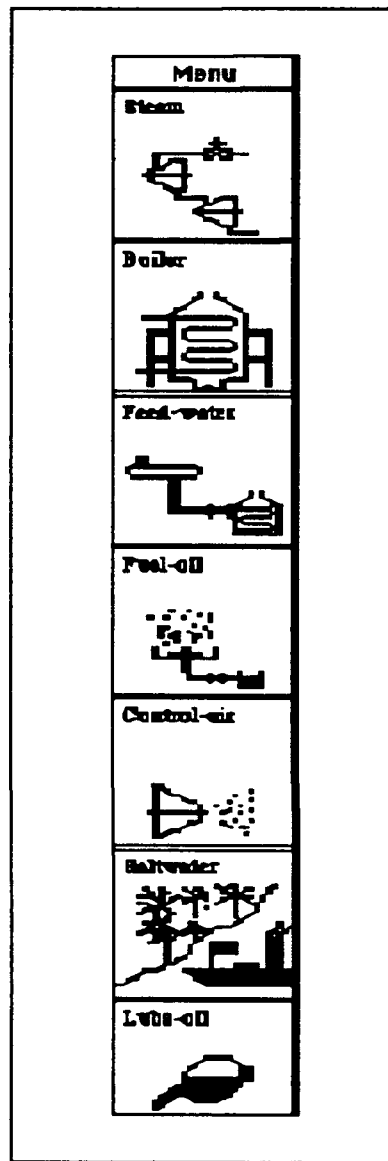 Menu
Steam
Boiler
Feed-water
Fuel-oil
Control-air
Saltwater
Lube-oil